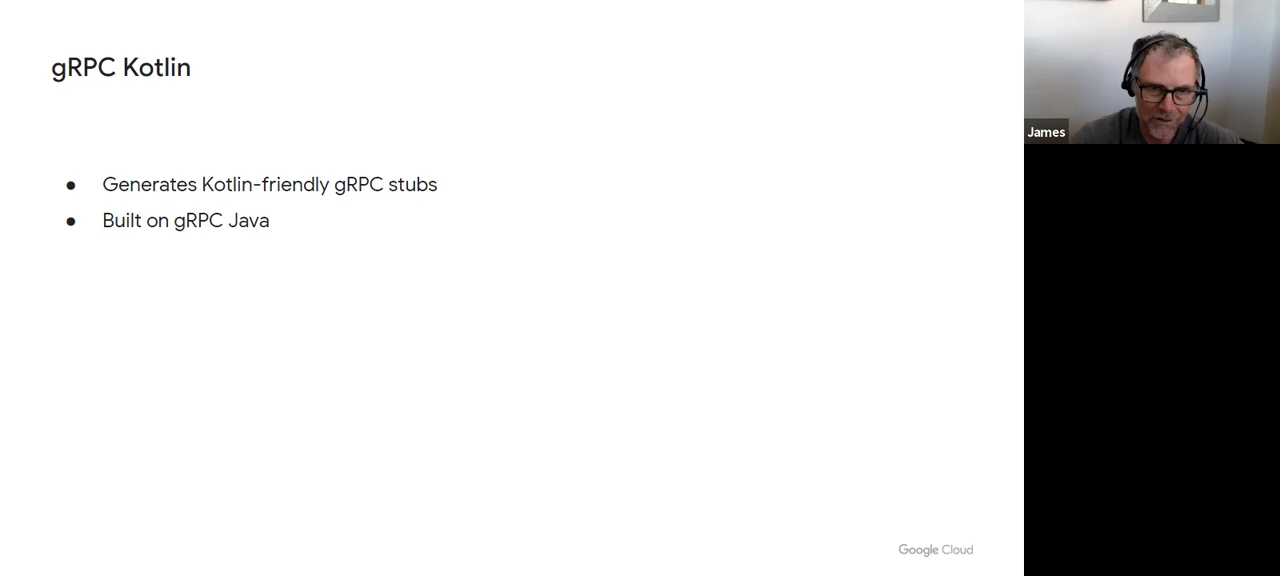 gRPC Kotlin
● Generates Kotlin-friendly gRPC stubs
● Built on gRPC Java
James
Google Cloud